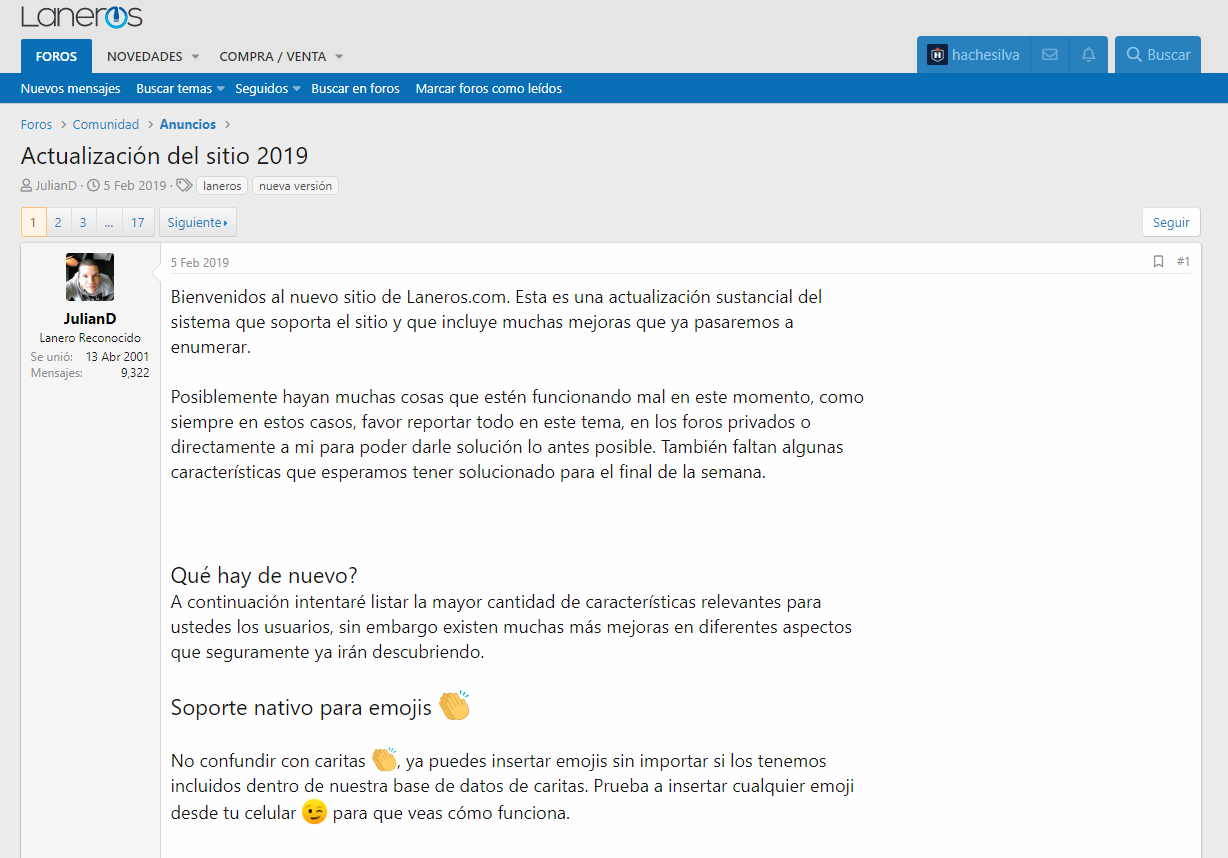 Laneros
FOROS NOVEDADES COMPRA / VENTA hachesilva Buscar
Nuevos mensajes Buscar temas Seguidos Buscar en foros Marcar foros como leídos
Foros > Comunidad > Anuncios >
Actualización del sitio 2019
JulianD · 5 Feb 2019 · laneros nueva versión
1 2 3 ... 17 Siguiente Seguir
5 Feb 2019 #1
JulianD
Lanero Reconocido
Se unió: 13 Abr 2001
Mensajes: 9,322
Bienvenidos al nuevo sitio de Laneros.com. Esta es una actualización sustancial del
sistema que soporta el sitio y que incluye muchas mejoras que ya pasaremos a
enumerar.
Posiblemente hayan muchas cosas que estén funcionando mal en este momento, como
siempre en estos casos, favor reportar todo en este tema, en los foros privados o
directamente a mi para poder darle solución lo antes posible. También faltan algunas
características que esperamos tener solucionado para el final de la semana.
Qué hay de nuevo?
A continuación intentaré listar la mayor cantidad de características relevantes para
ustedes los usuarios, sin embargo existen muchas más mejoras en diferentes aspectos
que seguramente ya irán descubriendo.
Soporte nativo para emojis 👏
No confundir con caritas 👏, ya puedes insertar emojis sin importar si los tenemos
incluidos dentro de nuestra base de datos de caritas. Prueba a insertar cualquier emoji
desde tu celular 😉 para que veas cómo funciona.